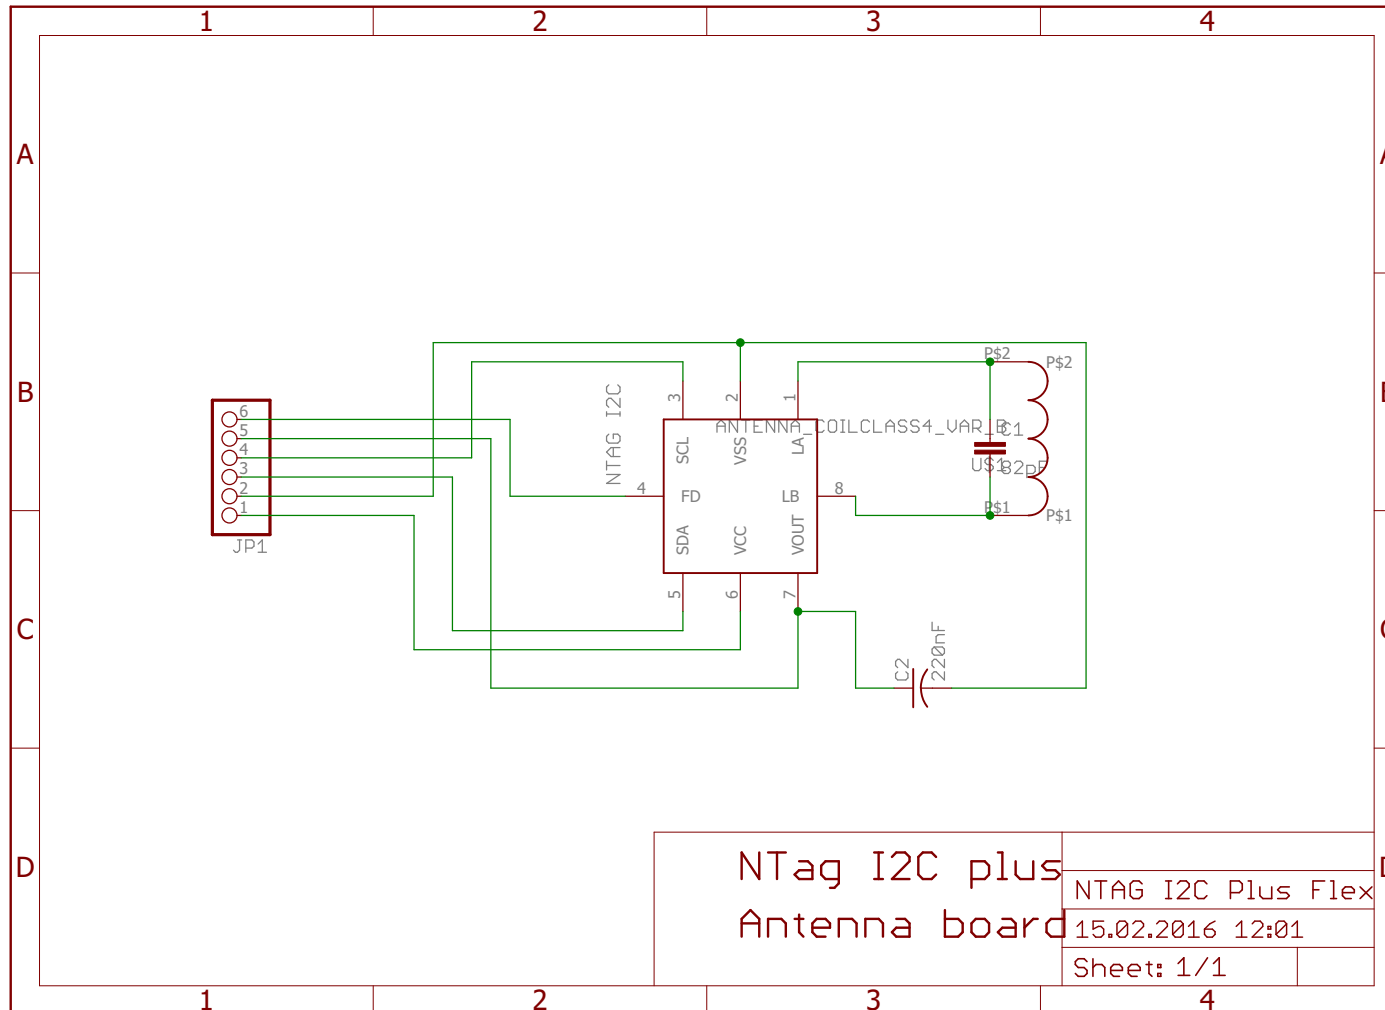 1 2 3 4
A
A
B
B
C
C
D
D
6
5
4
3
2
1
JP1
NTAG I2C
3
2
1
SCL
VSS
LA
4
FD
LB
8
SDA
VCC
VOUT
5
6
7
ANTENNA_COILCLASS4_VAR_B
P$2
P$2
C1
US1
82pF
P$1
P$1
C2
220nF
NTag I2C plus
Antenna board
NTAG I2C Plus Flex
15.02.2016 12:01
Sheet: 1/1
1 2 3 4